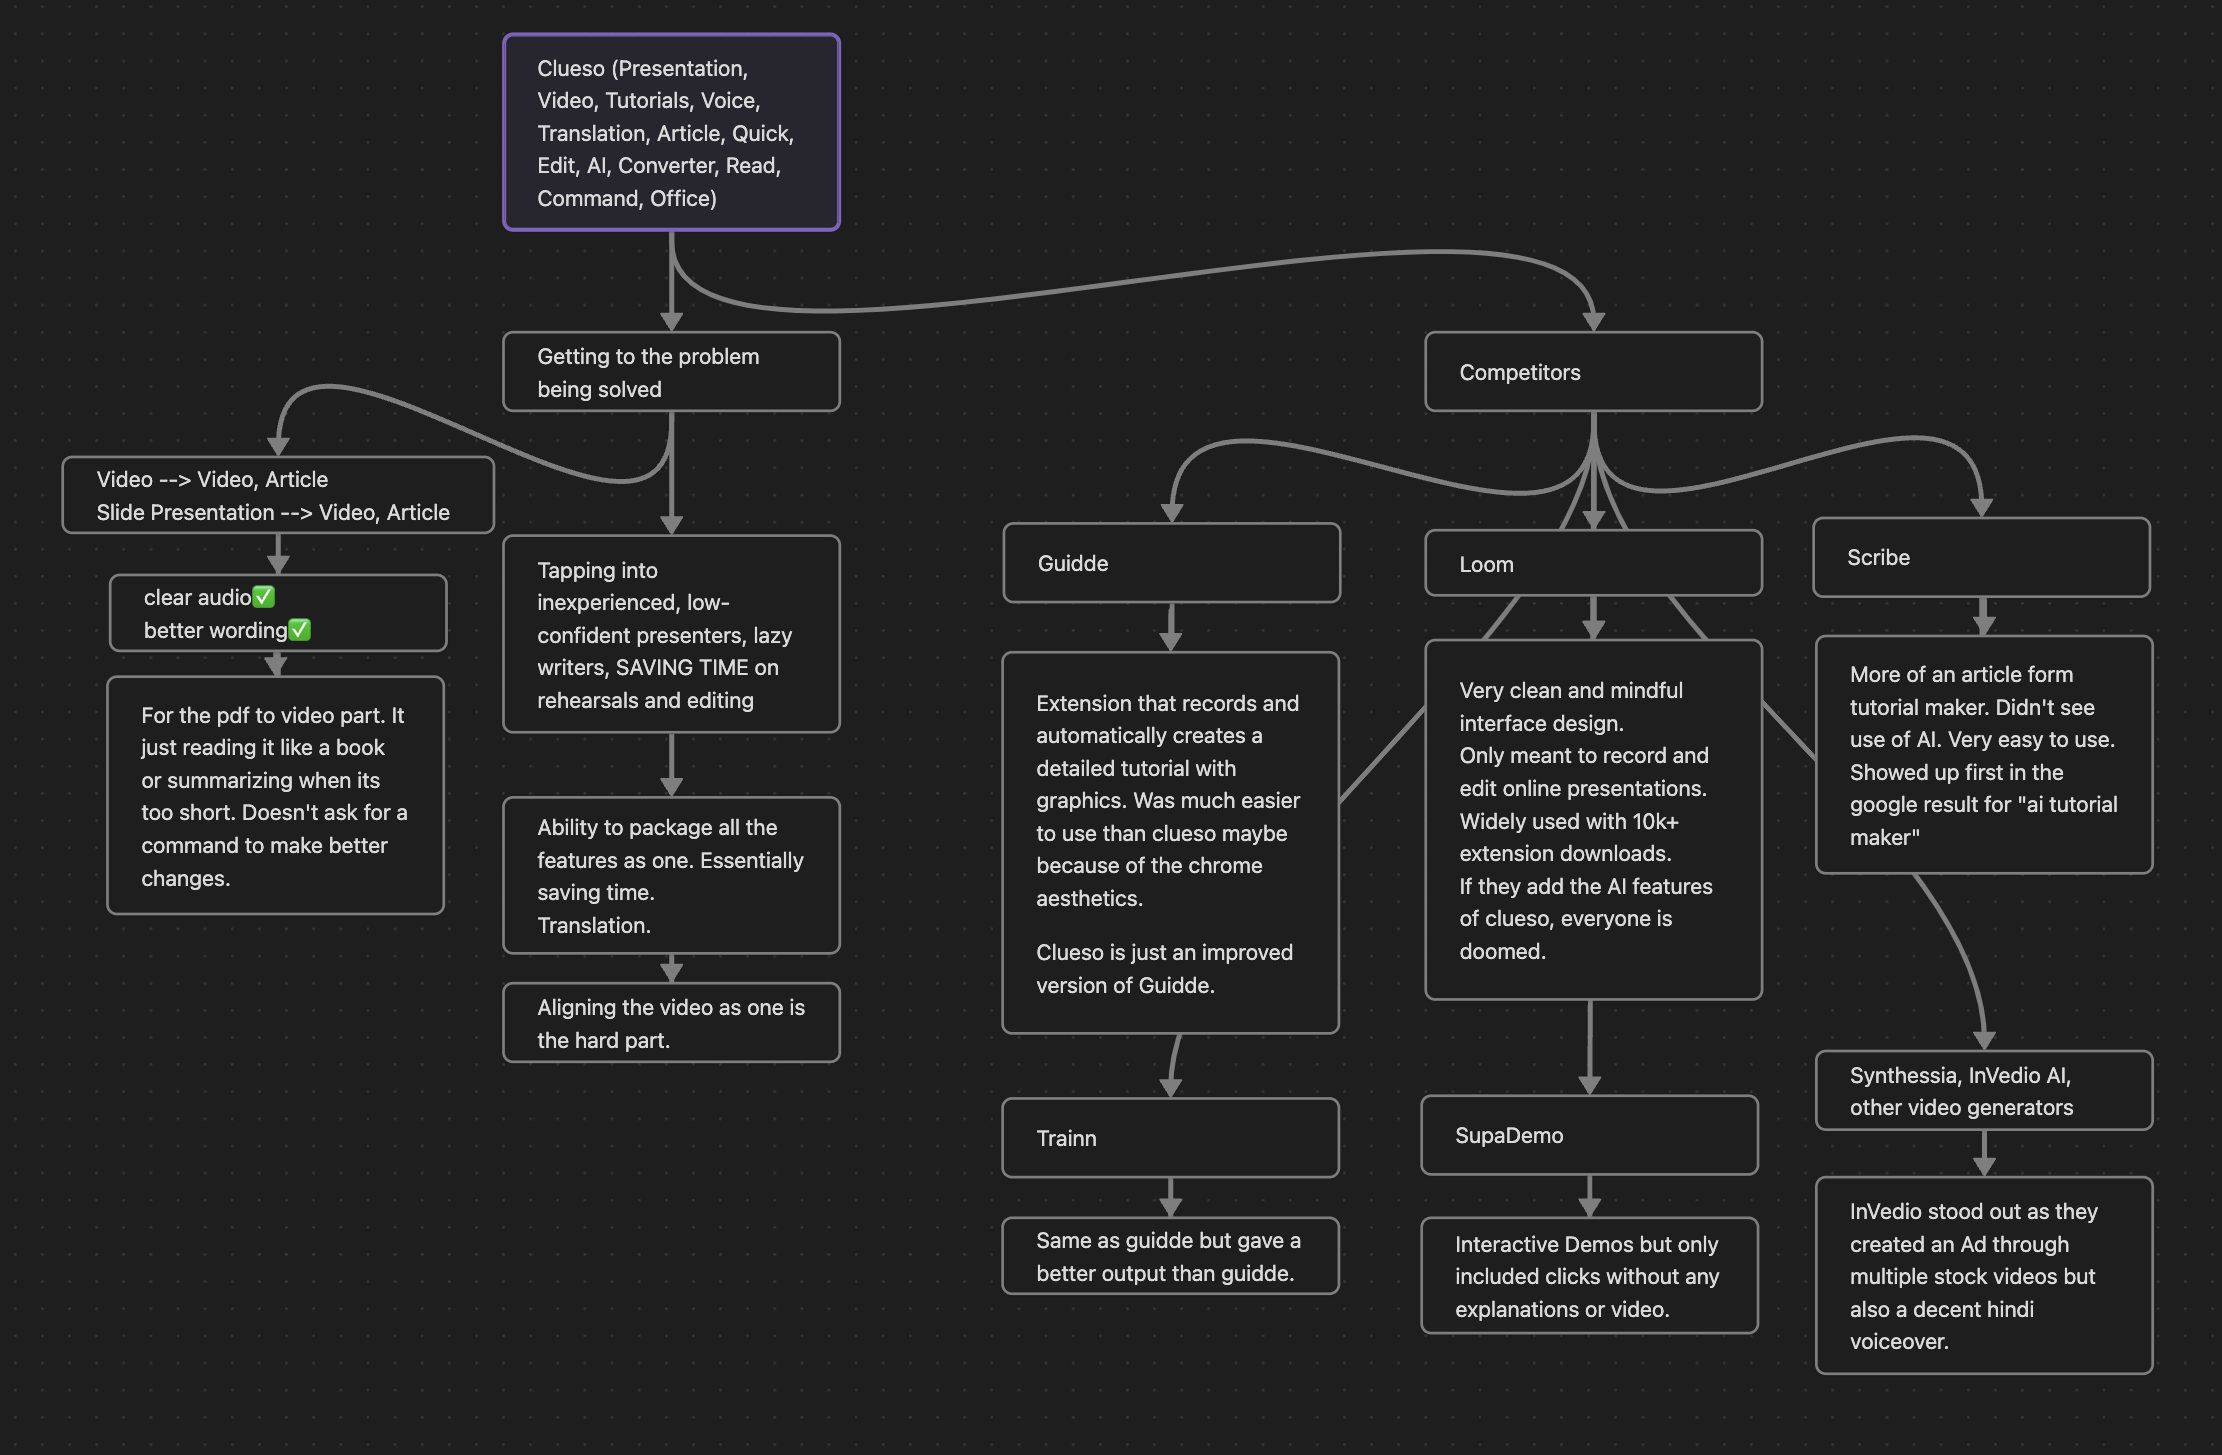 Clueso (Presentation,
Video, Tutorials, Voice,
Translation, Article, Quick,
Edit, AI, Converter, Read,
Command, Office)
Getting to the problem
being solved
Video --> Video, Article
Slide Presentation --> Video, Article
clear audio✅
better wording✅
For the pdf to video part. It
just reading it like a book
or summarizing when its
too short. Doesn't ask for a
command to make better
changes.
Tapping into
inexperienced, low-
confident presenters, lazy
writers, SAVING TIME on
rehearsals and editing
Ability to package all the
features as one. Essentially
saving time.
Translation.
Aligning the video as one is
the hard part.
Competitors
Guidde
Extension that records and
automatically creates a
detailed tutorial with
graphics. Was much easier
to use than clueso maybe
because of the chrome
aesthetics.
Clueso is just an improved
version of Guidde.
Trainn
Same as guidde but gave a
better output than guidde.
Loom
Very clean and mindful
interface design.
Only meant to record and
edit online presentations.
Widely used with 10k+
extension downloads.
If they add the AI features
of clueso, everyone is
doomed.
SupaDemo
Interactive Demos but only
included clicks without any
explanations or video.
Scribe
More of an article form
tutorial maker. Didn't see
use of AI. Very easy to use.
Showed up first in the
google result for "ai tutorial
maker"
Synthessia, InVedio AI,
other video generators
InVedio stood out as they
created an Ad through
multiple stock videos but
also a decent hindi
voiceover.